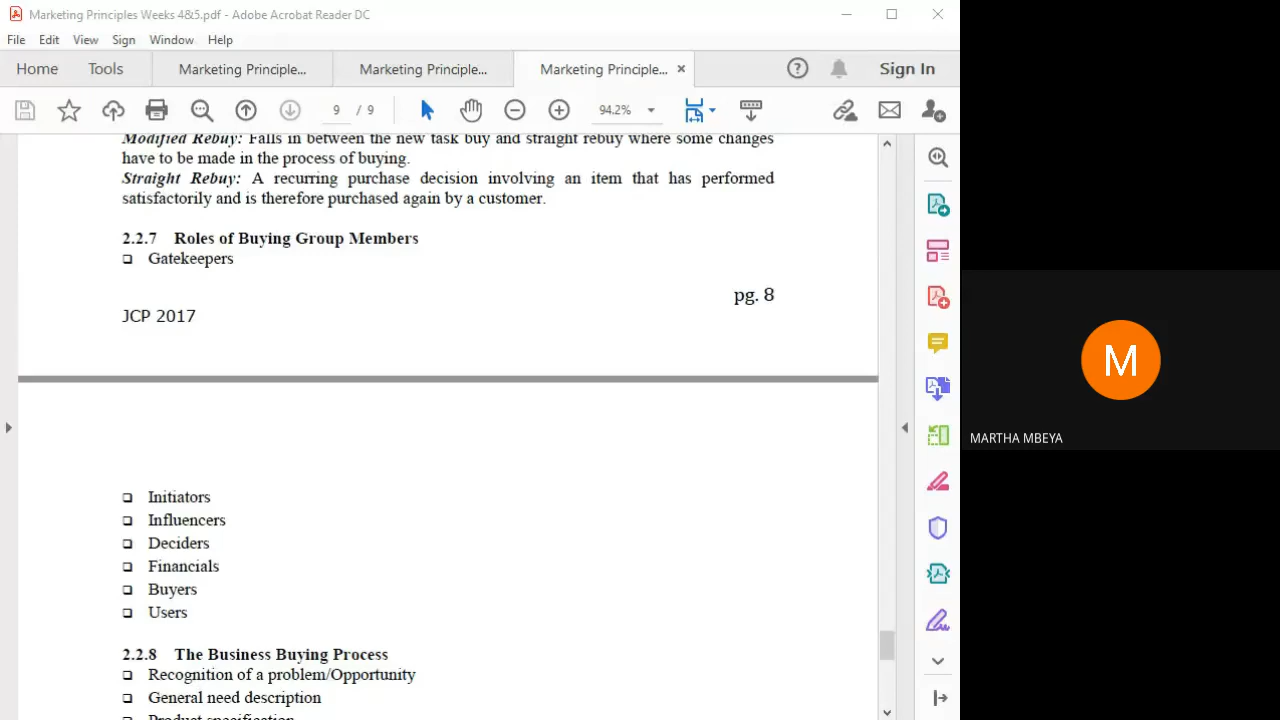 Marketing Principles Weeks 4&5.pdf - Adobe Acrobat Reader DC
File Edit View Sign Window Help
Home Tools Marketing Principle... Marketing Principle... Marketing Principle... Sign In
9 / 9 94.2%
Modified Rebuy: Falls in between the new task buy and straight rebuy where some changes
have to be made in the process of buying.
Straight Rebuy: A recurring purchase decision involving an item that has performed
satisfactorily and is therefore purchased again by a customer.
2.2.7 Roles of Buying Group Members
Gatekeepers
pg. 8
JCP 2017
Initiators
Influencers
Deciders
Financials
Buyers
Users
2.2.8 The Business Buying Process
Recognition of a problem/Opportunity
General need description
Product specification
M
MARTHA MBEYA